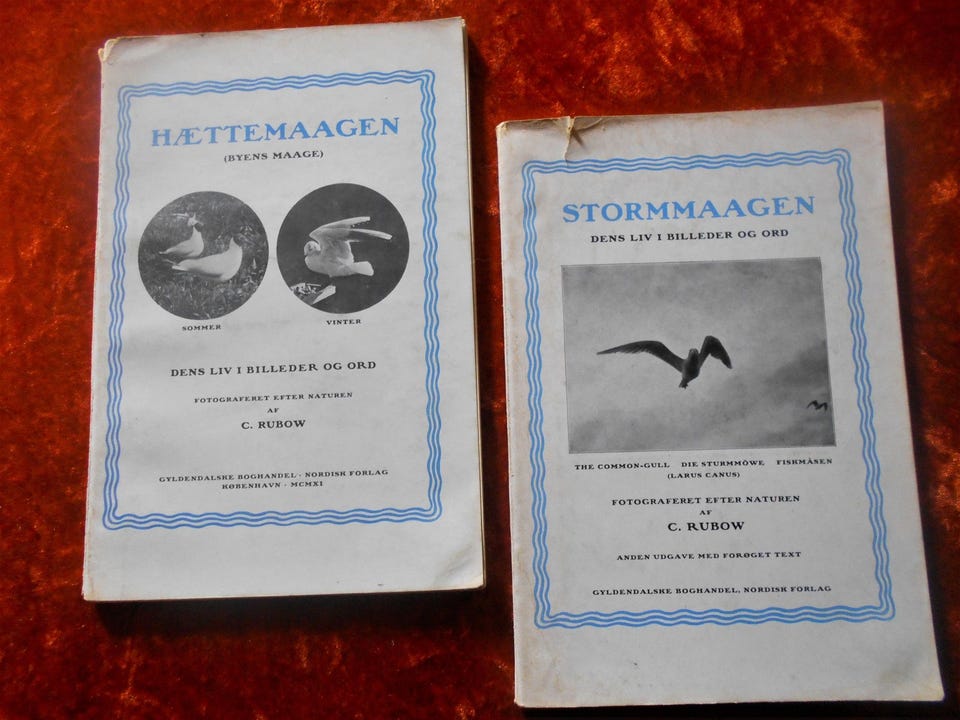 HÆTTEMAAGEN
(BYENS MAAGE)
SOMMER
VINTER
DENS LIV I BILLEDER OG ORD
FOTOGRAFERET EFTER NATUREN
AF
C. RUBOW
GYLDENDALSKE BOGHANDEL · NORDISK FORLAG
KØBENHAVN · MCMXI
STORMMAAGEN
DENS LIV I BILLEDER OG ORD
THE COMMON-GULL DIE STURMMÖWE FISKMÅSEN
(LARUS CANUS)
FOTOGRAFERET EFTER NATUREN
AF
C. RUBOW
ANDEN UDGAVE MED FORØGET TEXT
GYLDENDALSKE BOGHANDEL, NORDISK FORLAG